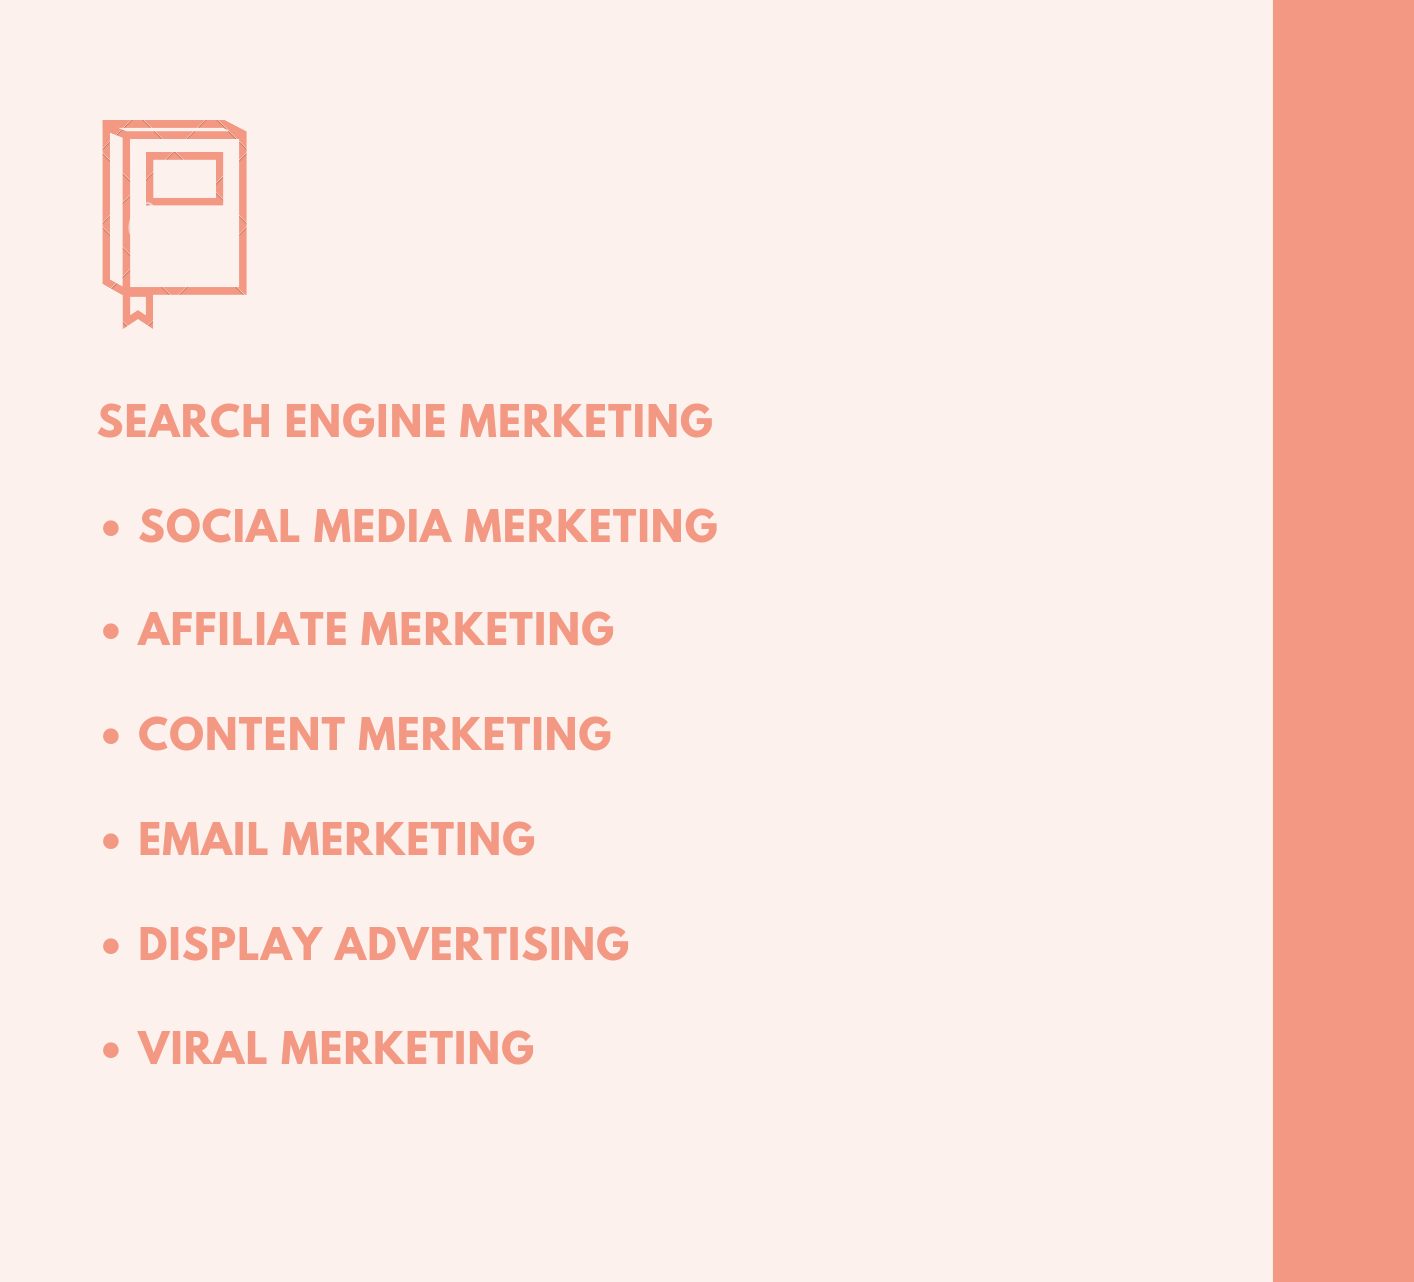 SEARCH ENGINE MERKETING
• SOCIAL MEDIA MERKETING
• AFFILIATE MERKETING
• CONTENT MERKETING
• EMAIL MERKETING
• DISPLAY ADVERTISING
• VIRAL MERKETING